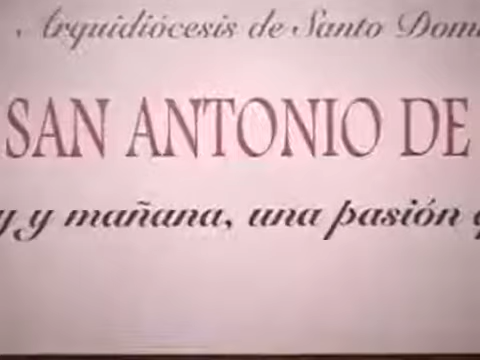 Arquidiócesis de Santo Dom
SAN ANTONIO DE
y y mañana, una pasión q